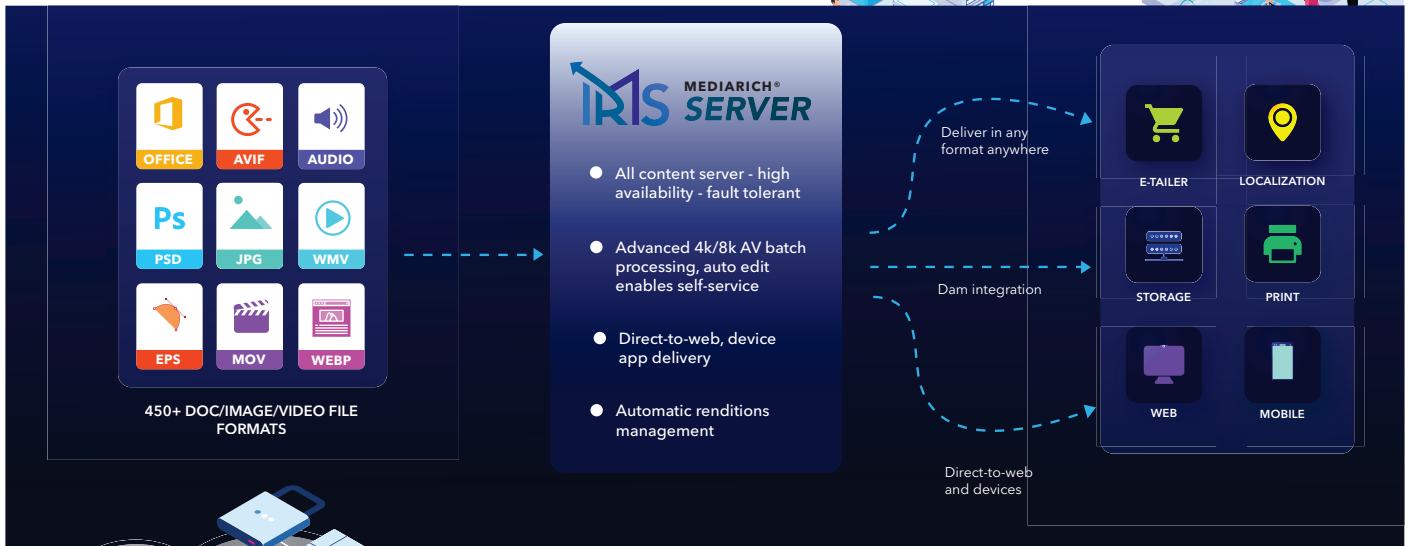 OFFICE
AVIF
AUDIO
Ps
PSD
JPG
WMV
EPS
MOV
WEBP
450+ DOC/IMAGE/VIDEO FILE
FORMATS
IRMS
MEDIARICH®
SERVER
All content server - high
availability - fault tolerant
Advanced 4k/8k AV batch
processing, auto edit
enables self-service
Direct-to-web, device
app delivery
Automatic renditions
management
Deliver in any
format anywhere
Dam integration
Direct-to-web
and devices
E-TAILER
LOCALIZATION
STORAGE
PRINT
WEB
MOBILE